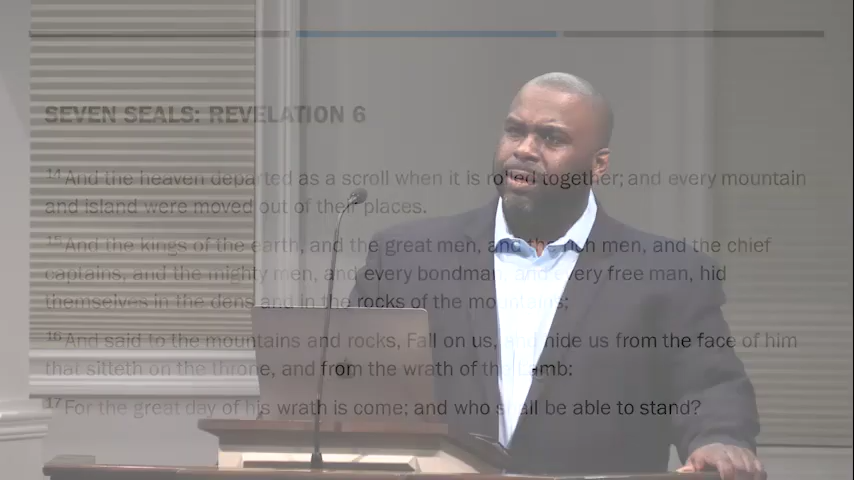 SEVEN SEALS: REVELATION 6
14 And the heaven departed as a scroll when it is rolled together; and every mountain
and island were moved out of their places.
15 And the kings of the earth, and the great men, and the rich men, and the chief
captains, and the mighty men, and every bondman, and every free man, hid
themselves in the dens and in the rocks of the mountains;
16 And said to the mountains and rocks, Fall on us, and hide us from the face of him
that sitteth on the throne, and from the wrath of the Lamb:
17 For the great day of his wrath is come; and who shall be able to stand?